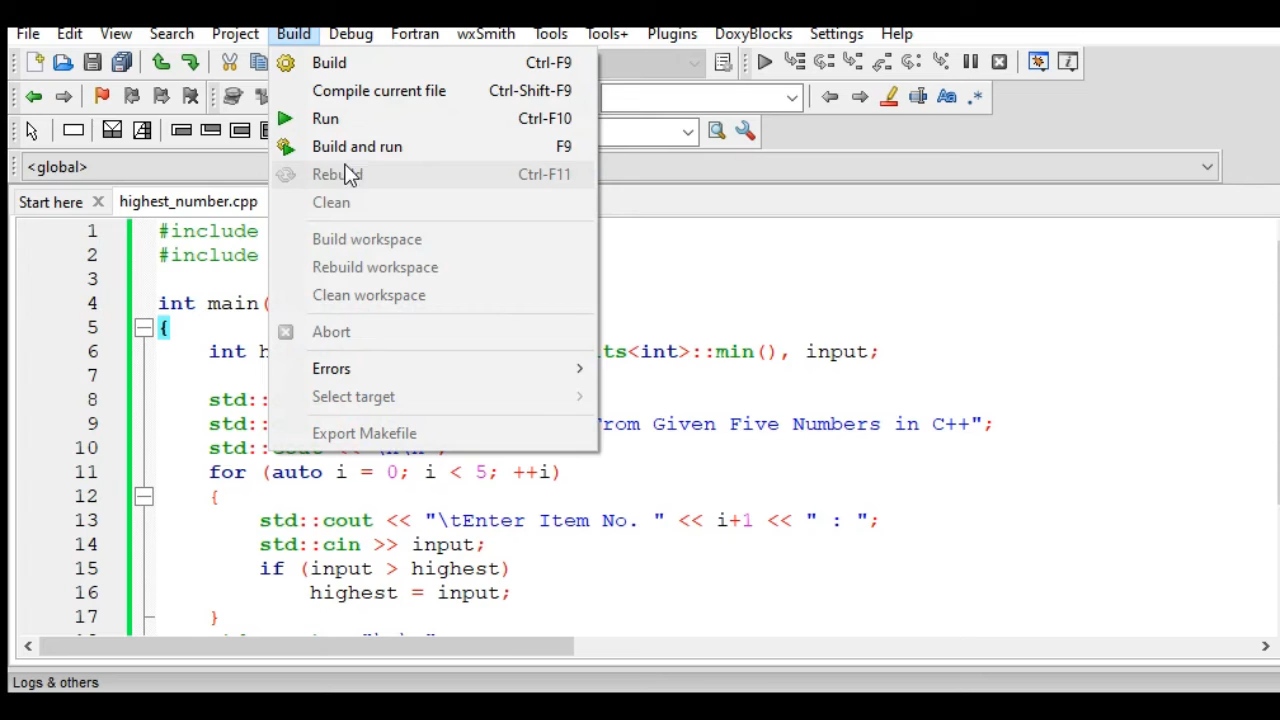 File Edit View Search Project Build Debug Fortran wxSmith Tools Tools+ Plugins DoxyBlocks Settings Help
Build Ctrl-F9
Compile current file Ctrl-Shift-F9
Run Ctrl-F10
Build and run F9
Rebuild Ctrl-F11
Clean
Build workspace
Rebuild workspace
Clean workspace
Abort
Errors
Select target
Export Makefile
<global>
Start here highest_number.cpp
1 #include
2 #include
3
4 int main(
5 {
6 int h ts<int>::min(), input;
7
8 std::
9 std:: From Given Five Numbers in C++";
10 std::cout << "\n\n";
11 for (auto i = 0; i < 5; ++i)
12 {
13 std::cout << "\tEnter Item No. " << i+1 << " : ";
14 std::cin >> input;
15 if (input > highest)
16 highest = input;
17 }
Logs & others